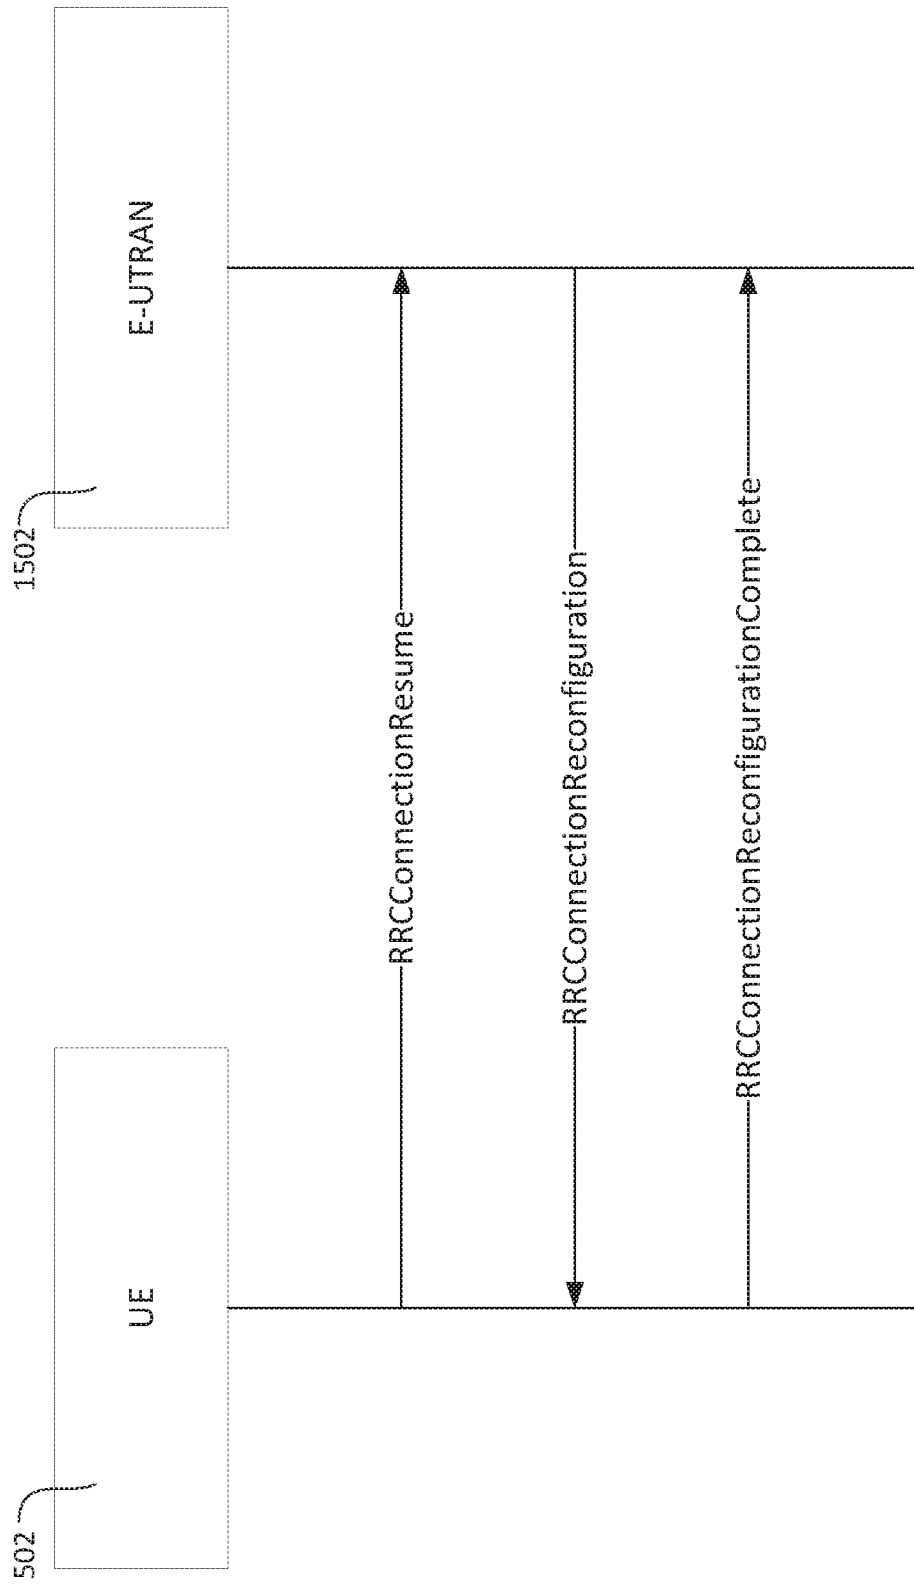 502
UE
1502
E-UTRAN
RRCConnectionResume
RRCConnectionReconfiguration
RRCConnectionReconfigurationComplete